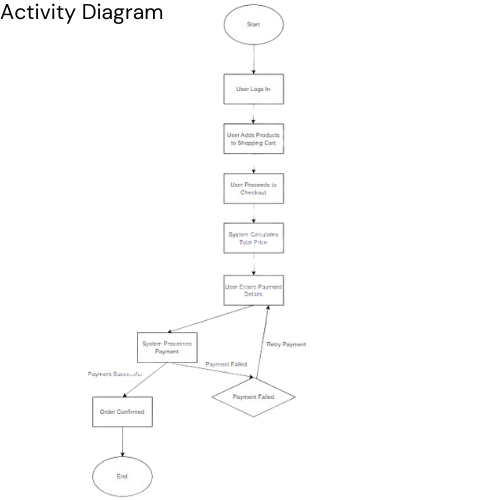 Activity Diagram
Start
User Logs In
User Adds Products
to Shopping Cart
User Proceeds to
Checkout
System Calculates
Total Price
User Enters Payment
Details
System Processes
Payment
Retry Payment
Payment Failed
Payment
Payment Failed
Order Confirmed
End